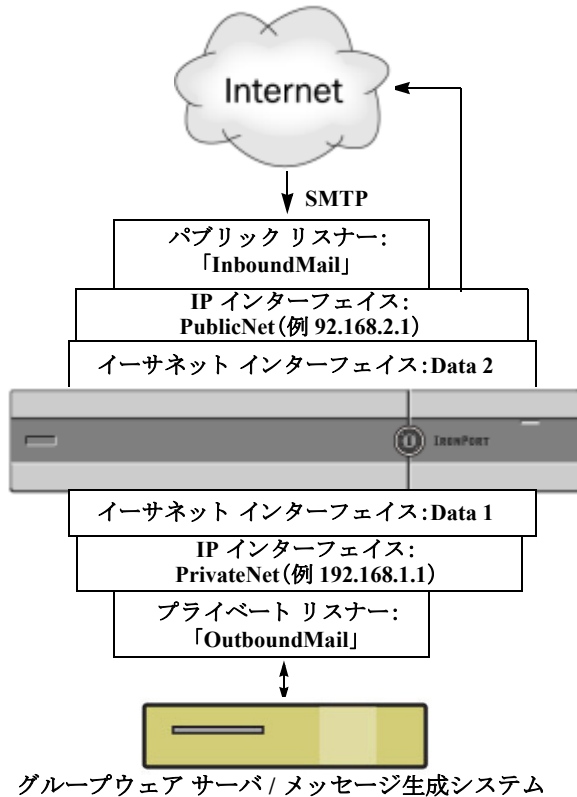 Internet
SMTP
パブリック リスナー:
「InboundMail」
IP インターフェイス:
PublicNet(例 92.168.2.1)
イーサネット インターフェイス:Data 2
IRONPORT
イーサネット インターフェイス:Data 1
IP インターフェイス:
PrivateNet(例 192.168.1.1)
プライベート リスナー:
「OutboundMail」
グループウェア サーバ / メッセージ生成システム